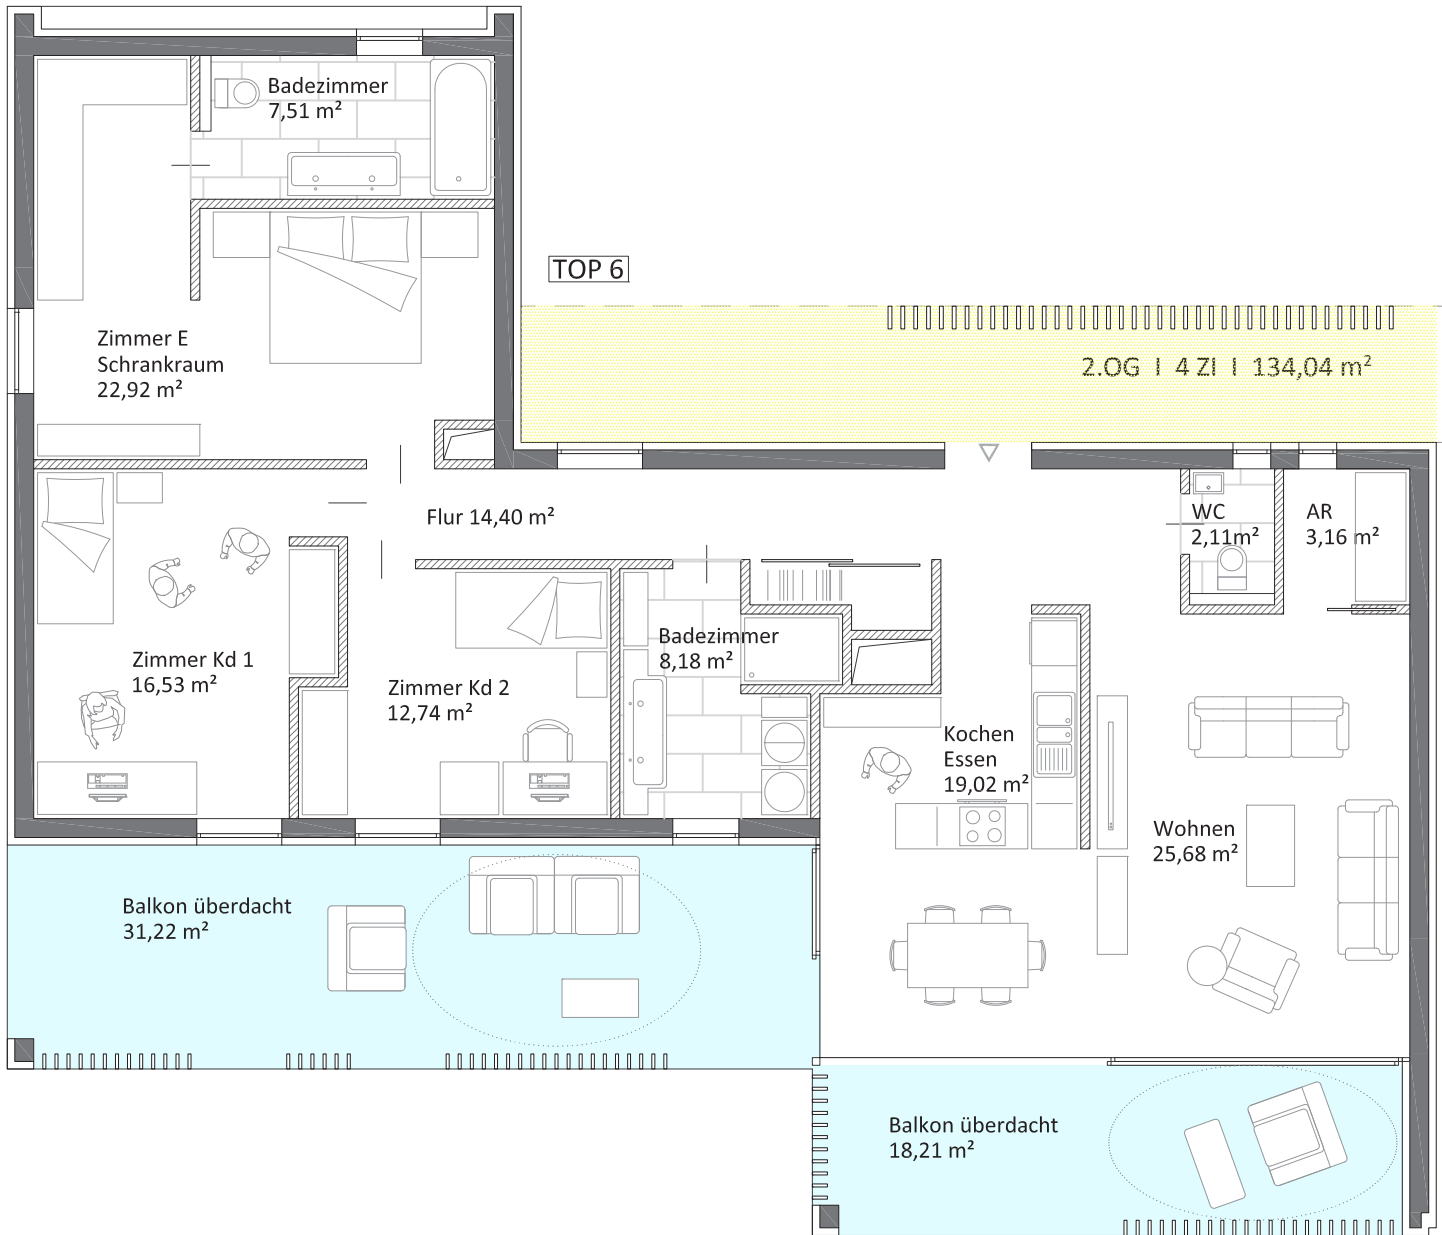 Badezimmer
7,51 m²
TOP 6
Zimmer E
Schrankraum
22,92 m²
2.OG I 4 ZI I 134,04 m²
Flur 14,40 m²
WC
2,11m²
AR
3,16 m²
Zimmer Kd 1
16,53 m²
Zimmer Kd 2
12,74 m²
Badezimmer
8,18 m²
Kochen
Essen
19,02 m²
Wohnen
25,68 m²
Balkon überdacht
31,22 m²
Balkon überdacht
18,21 m²